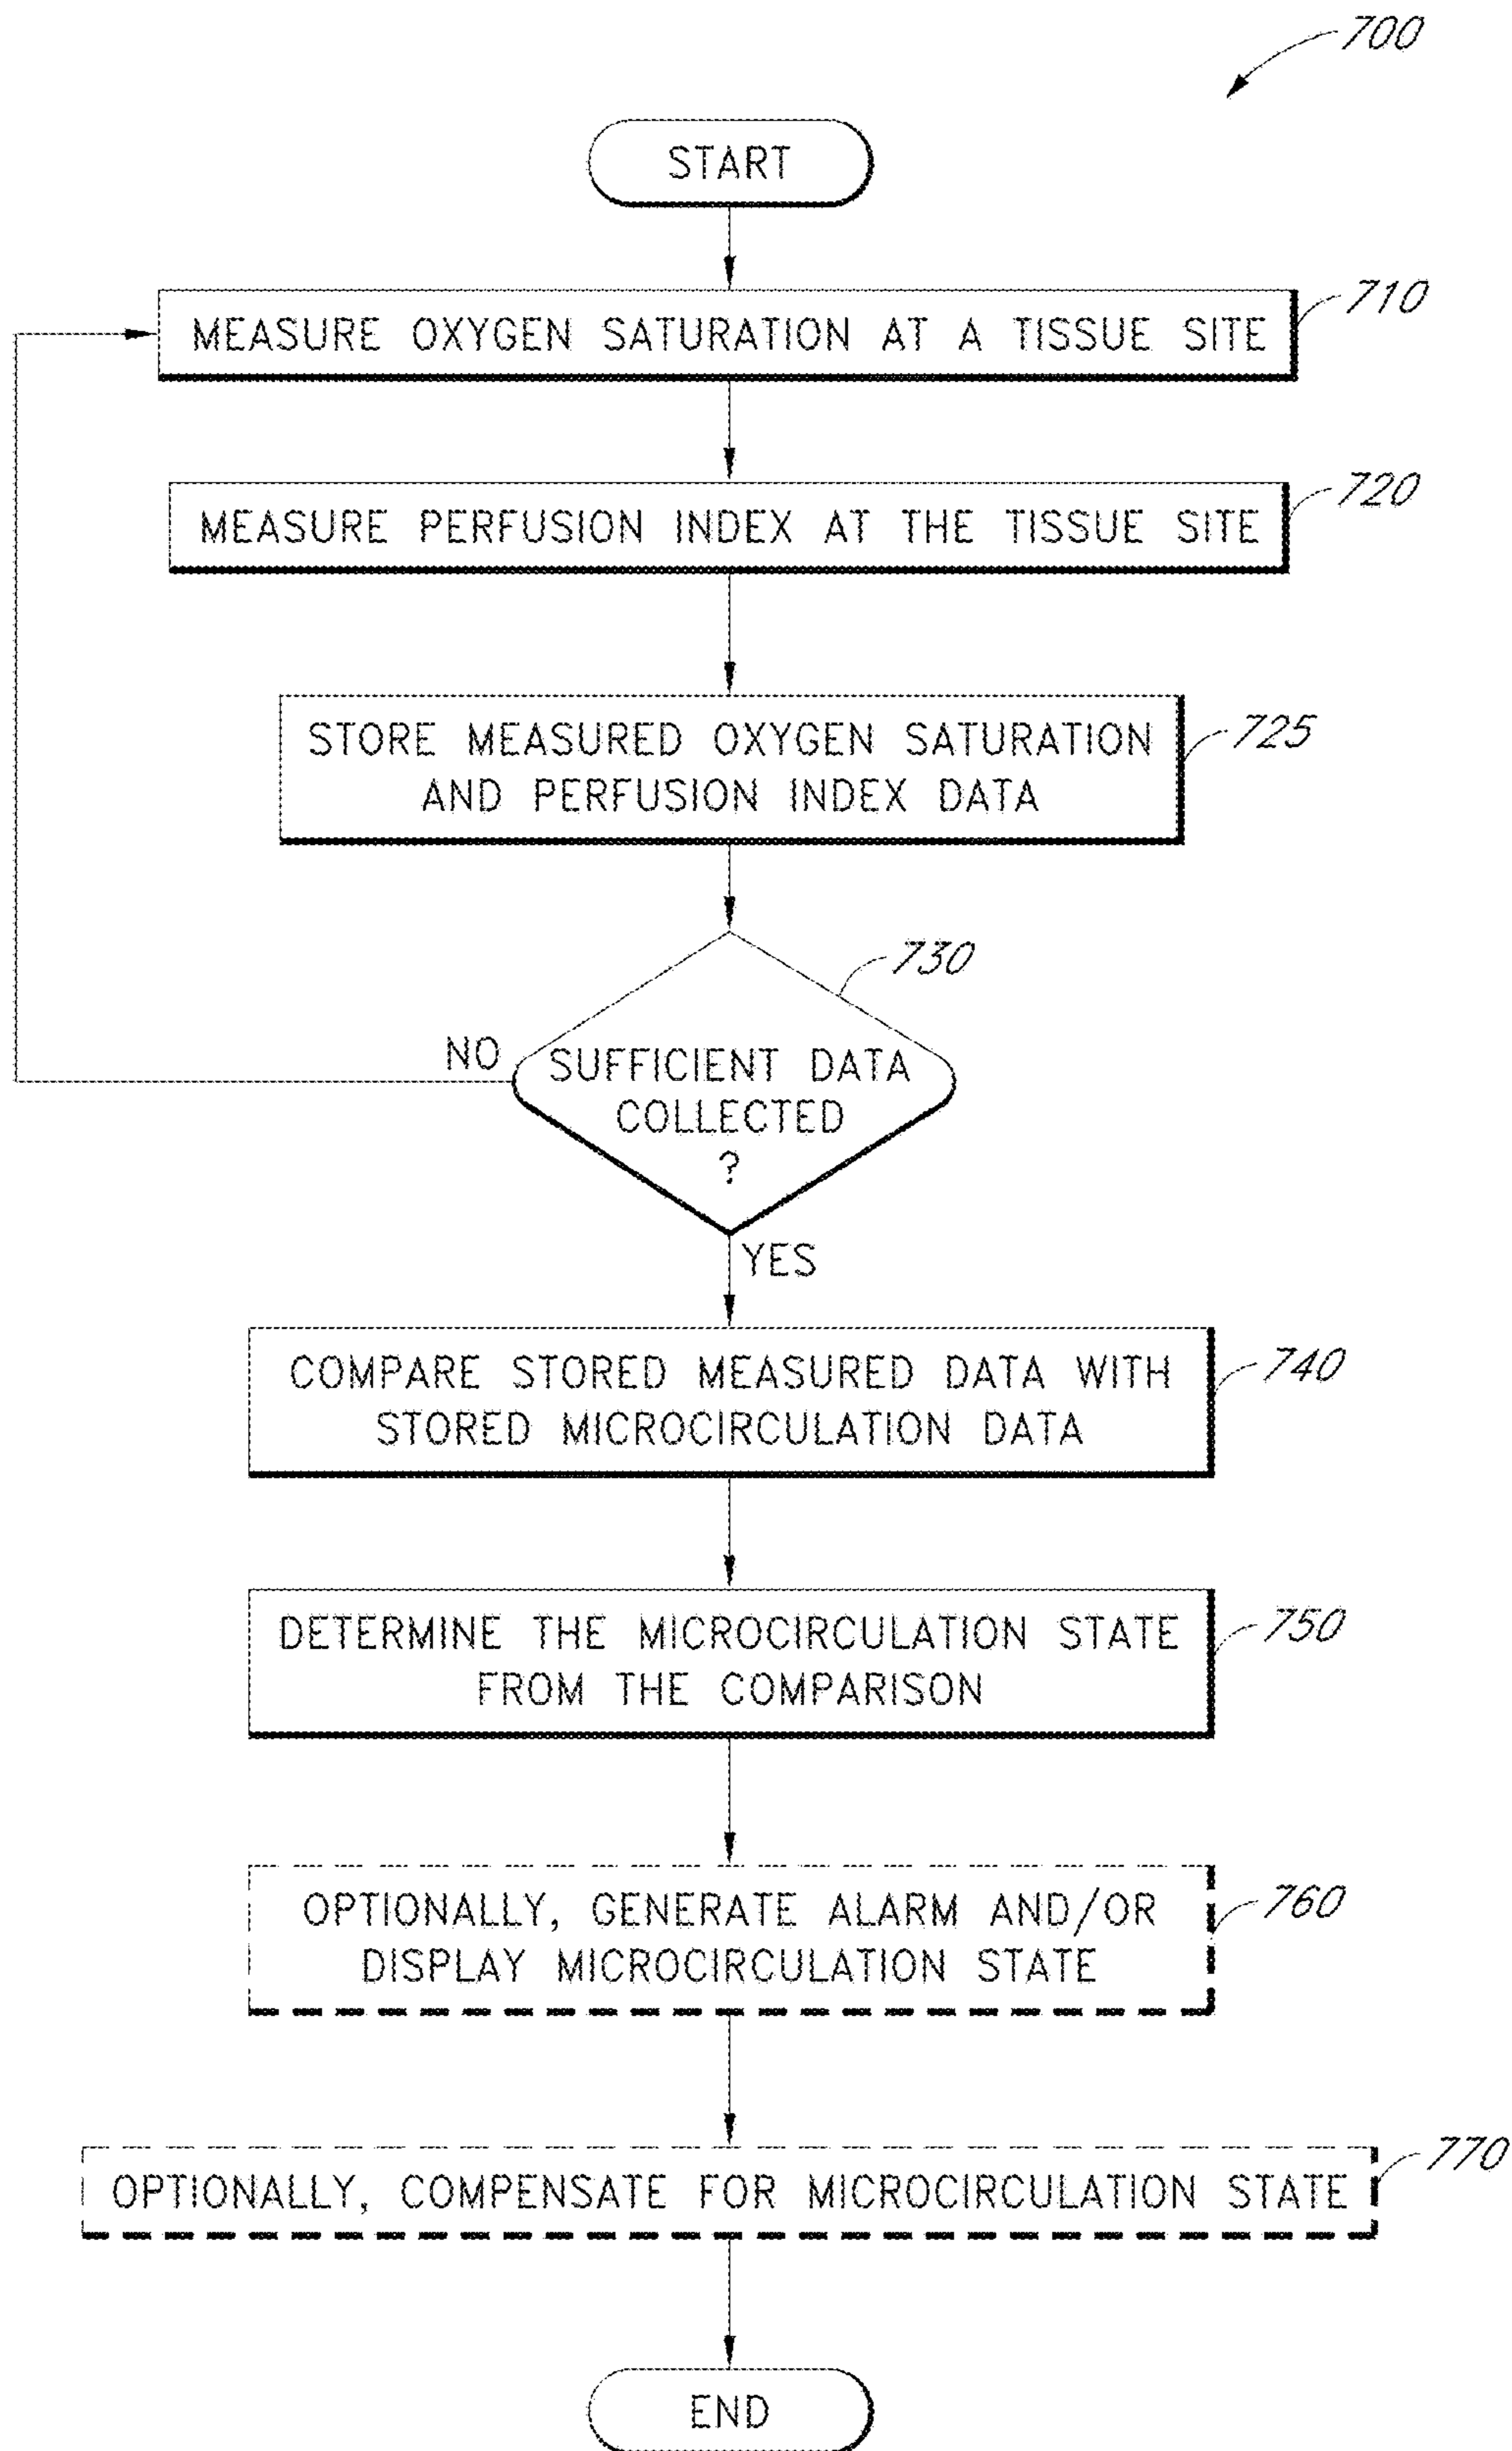 700
START
MEASURE OXYGEN SATURATION AT A TISSUE SITE
710
MEASURE PERFUSION INDEX AT THE TISSUE SITE
720
STORE MEASURED OXYGEN SATURATION
AND PERFUSION INDEX DATA
725
730
NO
SUFFICIENT DATA
COLLECTED
?
YES
COMPARE STORED MEASURED DATA WITH
STORED MICROCIRCULATION DATA
740
DETERMINE THE MICROCIRCULATION STATE
FROM THE COMPARISON
750
OPTIONALLY, GENERATE ALARM AND/OR
DISPLAY MICROCIRCULATION STATE
760
OPTIONALLY, COMPENSATE FOR MICROCIRCULATION STATE
770
END